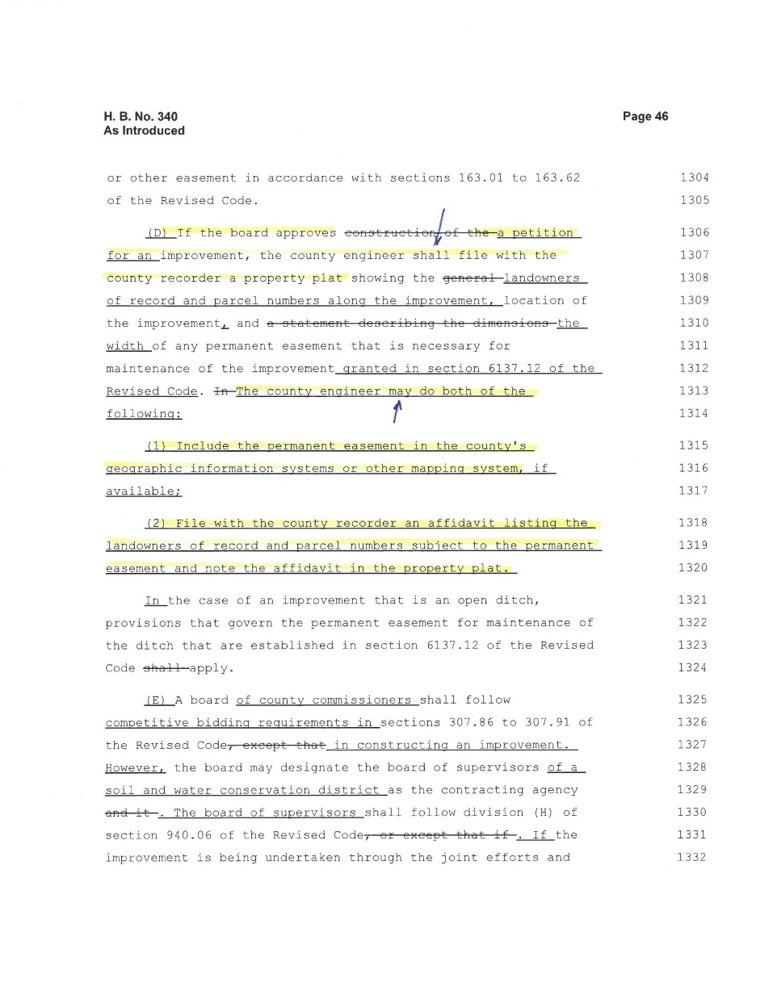 H. B. No. 340 Page 46
As Introduced
or other easement in accordance with sections 163.01 to 163.62 1304
of the Revised Code. 1305
(D) If the board approves construction of the a petition 1306
for an improvement, the county engineer shall file with the 1307
county recorder a property plat showing the general landowners 1308
of record and parcel numbers along the improvement, location of 1309
the improvement, and a statement describing the dimensions the 1310
width of any permanent easement that is necessary for 1311
maintenance of the improvement granted in section 6137.12 of the 1312
Revised Code. In The county engineer may do both of the 1313
following: 1314
(1) Include the permanent easement in the county's 1315
geographic information systems or other mapping system, if 1316
available; 1317
(2) File with the county recorder an affidavit listing the 1318
landowners of record and parcel numbers subject to the permanent 1319
easement and note the affidavit in the property plat. 1320
In the case of an improvement that is an open ditch, 1321
provisions that govern the permanent easement for maintenance of 1322
the ditch that are established in section 6137.12 of the Revised 1323
Code shall apply. 1324
(E) A board of county commissioners shall follow 1325
competitive bidding requirements in sections 307.86 to 307.91 of 1326
the Revised Code, except that in constructing an improvement. 1327
However, the board may designate the board of supervisors of a 1328
soil and water conservation district as the contracting agency 1329
and it . The board of supervisors shall follow division (H) of 1330
section 940.06 of the Revised Code, or except that if . If the 1331
improvement is being undertaken through the joint efforts and 1332